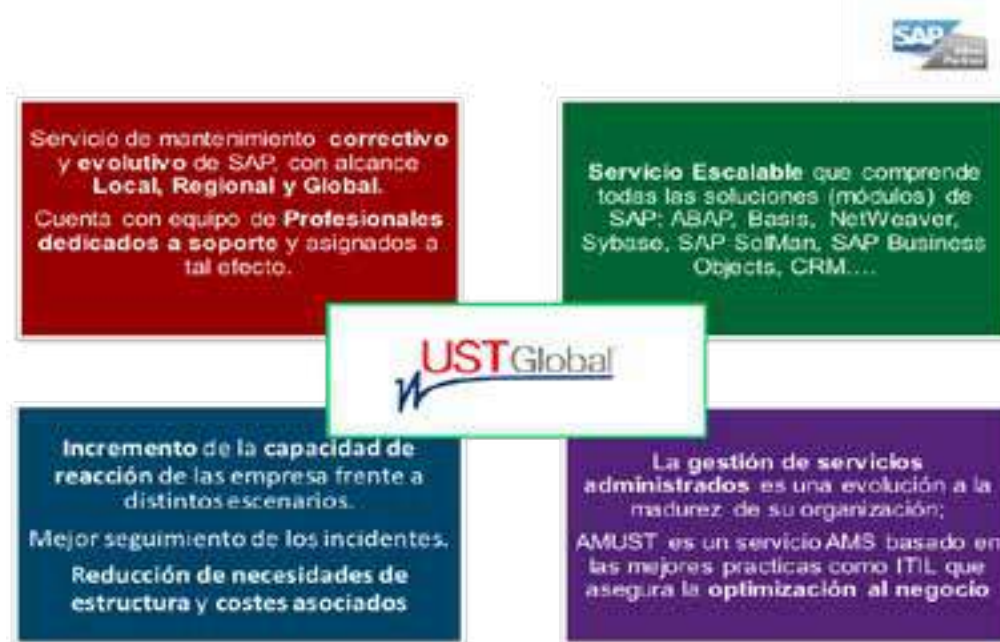 SAP
Servicio de mantenimiento correctivo
y evolutivo de SAP, con alcance
Local, Regional y Global.
Cuenta con equipo de Profesionales
dedicados a soporte y asignados a
tal efecto.
Servicio Escalable que comprende
todas las soluciones (módulos) de
SAP: ABAP, Basis, NetWeaver,
Sybase, SAP SolMan, SAP Business
Objects, CRM....
UST Global
Incremento de la capacidad de
reacción de las empresa frente a
distintos escenarios.
Mejor seguimiento de los incidentes.
Reducción de necesidades de
estructura y costes asociados
La gestión de servicios
administrados es una evolución a la
madurez de su organización;
AMUST es un servicio AMS basado en
las mejores practicas como ITIL que
asegura la optimización al negocio